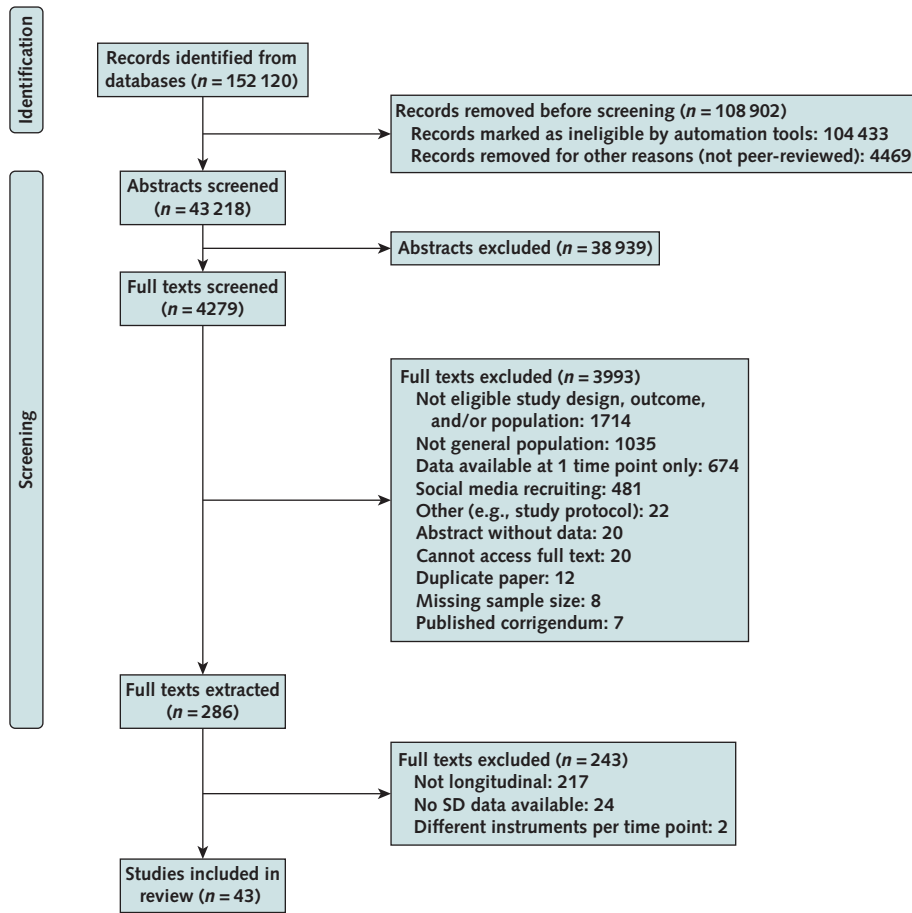 Identification
Records identified from
databases (n = 152 120)
Records removed before screening (n = 108 902)
Records marked as ineligible by automation tools: 104 433
Records removed for other reasons (not peer-reviewed): 4469
Screening
Abstracts screened
(n = 43 218)
Abstracts excluded (n = 38 939)
Full texts screened
(n = 4279)
Full texts excluded (n = 3993)
Not eligible study design, outcome,
and/or population: 1714
Not general population: 1035
Data available at 1 time point only: 674
Social media recruiting: 481
Other (e.g., study protocol): 22
Abstract without data: 20
Cannot access full text: 20
Duplicate paper: 12
Missing sample size: 8
Published corrigendum: 7
Full texts extracted
(n = 286)
Full texts excluded (n = 243)
Not longitudinal: 217
No SD data available: 24
Different instruments per time point: 2
Studies included in
review (n = 43)